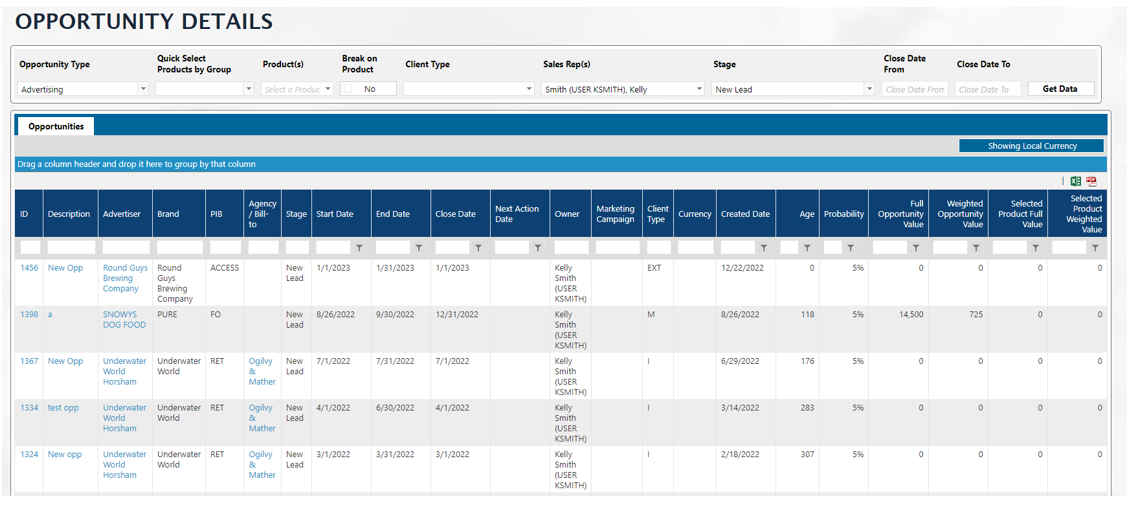 OPPORTUNITY DETAILS
Opportunity Type
Quick Select
Products by Group
Product(s)
Break on
Product
Client Type
Sales Rep(s)
Stage
Close Date
From
Close Date To
Advertising
Select a Produc
No
Smith (USER KSMITH), Kelly
New Lead
Close Date From
Close Date To
Get Data
Opportunities
Showing Local Currency
Drag a column header and drop it here to group by that column
ID
Description
Advertiser
Brand
PIB
Agency
/ Bill-
to
Stage
Start Date
End Date
Close Date
Next Action
Date
Owner
Marketing
Campaign
Client
Type
Currency
Created Date
Age
Probability
Full
Opportunity
Value
Weighted
Opportunity
Value
Selected
Product Full
Value
Selected
Product
Weighted
Value
1456
New Opp
Round Guys
Brewing
Company
Round
Guys
Brewing
Company
ACCESS
New
Lead
1/1/2023
1/31/2023
1/1/2023
Kelly
Smith
(USER
KSMITH)
EXT
12/22/2022
0
5%
0
0
0
0
1398
a
SNOWYS
DOG FOOD
PURE
FO
New
Lead
8/26/2022
9/30/2022
12/31/2022
Kelly
Smith
(USER
KSMITH)
M
8/26/2022
118
5%
14,500
725
0
0
1367
New Opp
Underwater
World
Horsham
Underwater
World
RET
Ogilvy
&
Mather
New
Lead
7/1/2022
7/31/2022
7/1/2022
Kelly
Smith
(USER
KSMITH)
I
6/29/2022
176
5%
0
0
0
0
1334
test opp
Underwater
World
Horsham
Underwater
World
RET
Ogilvy
&
Mather
New
Lead
4/1/2022
6/30/2022
4/1/2022
Kelly
Smith
(USER
KSMITH)
I
3/14/2022
283
5%
0
0
0
0
1324
New opp
Underwater
World
Horsham
Underwater
World
RET
Ogilvy
&
Mather
New
Lead
3/1/2022
3/31/2022
3/1/2022
Kelly
Smith
(USER
KSMITH)
I
2/18/2022
307
5%
0
0
0
0